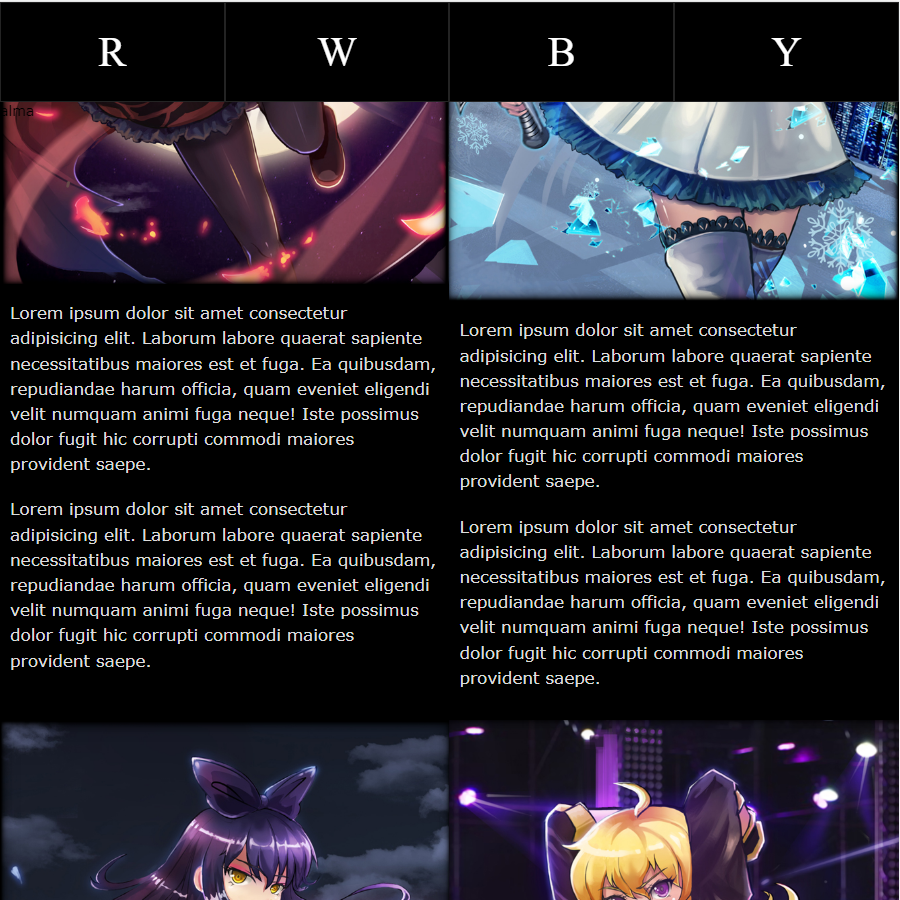 R W B Y
alma
Lorem ipsum dolor sit amet consectetur
adipisicing elit. Laborum labore quaerat sapiente
necessitatibus maiores est et fuga. Ea quibusdam,
repudiandae harum officia, quam eveniet eligendi
velit numquam animi fuga neque! Iste possimus
dolor fugit hic corrupti commodi maiores
provident saepe.
Lorem ipsum dolor sit amet consectetur
adipisicing elit. Laborum labore quaerat sapiente
necessitatibus maiores est et fuga. Ea quibusdam,
repudiandae harum officia, quam eveniet eligendi
velit numquam animi fuga neque! Iste possimus
dolor fugit hic corrupti commodi maiores
provident saepe.
Lorem ipsum dolor sit amet consectetur
adipisicing elit. Laborum labore quaerat sapiente
necessitatibus maiores est et fuga. Ea quibusdam,
repudiandae harum officia, quam eveniet eligendi
velit numquam animi fuga neque! Iste possimus
dolor fugit hic corrupti commodi maiores
provident saepe.
Lorem ipsum dolor sit amet consectetur
adipisicing elit. Laborum labore quaerat sapiente
necessitatibus maiores est et fuga. Ea quibusdam,
repudiandae harum officia, quam eveniet eligendi
velit numquam animi fuga neque! Iste possimus
dolor fugit hic corrupti commodi maiores
provident saepe.